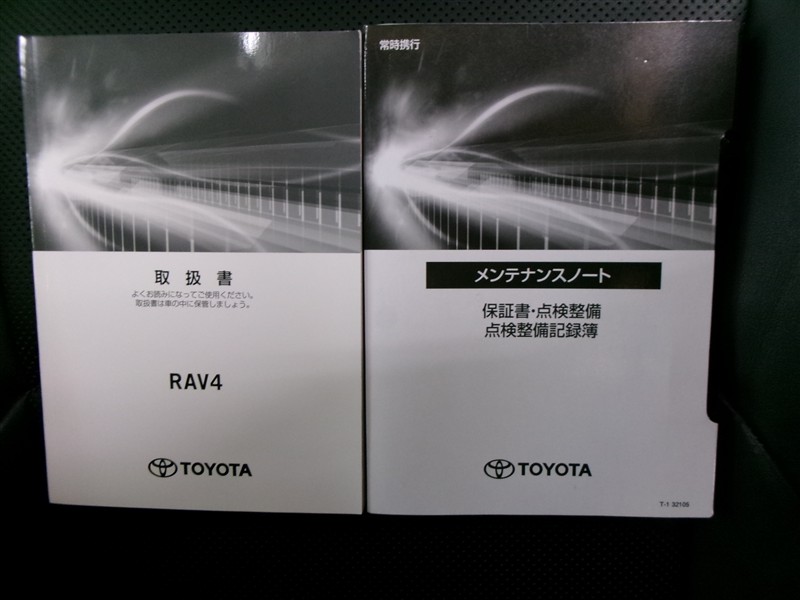 取扱書
よくお読みになってご使用ください。
取扱書は車の中に保管しましょう。
RAV4
TOYOTA
常時携行
メンテナンスノート
保証書・点検整備
点検整備記録簿
TOYOTA
T-1 32105